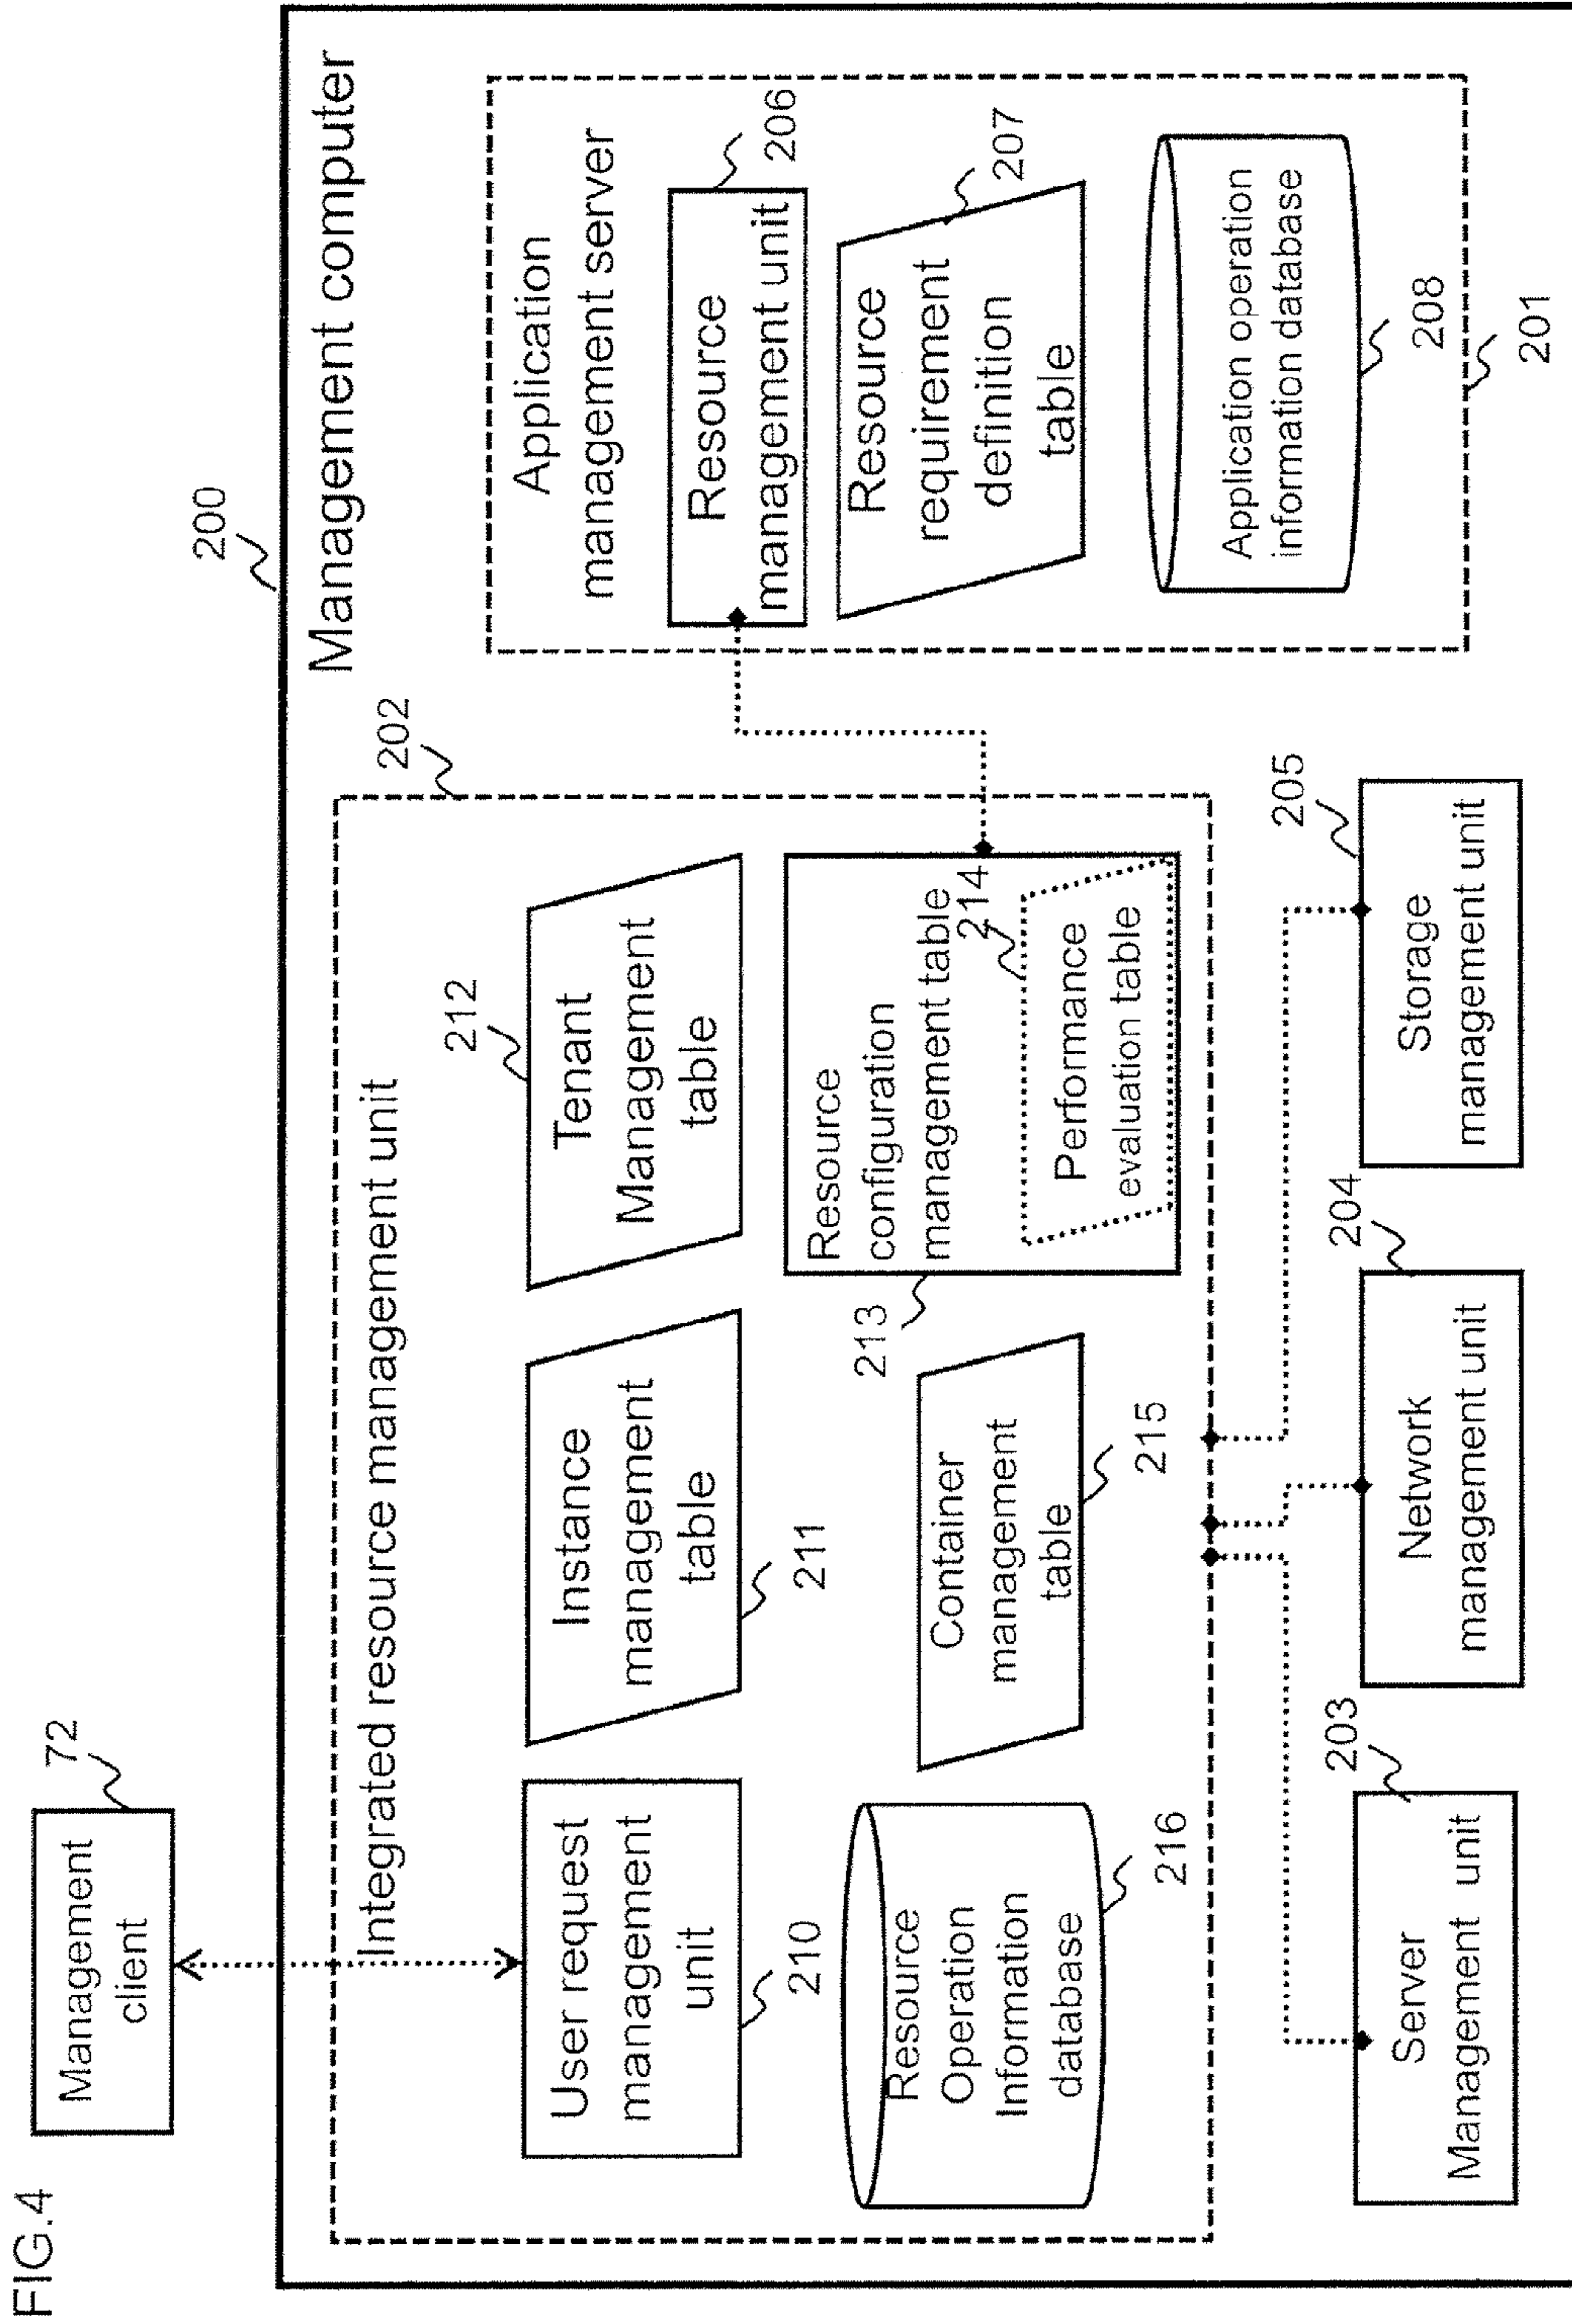 FIG.4
Management
client
72
200
Management computer
202
Integrated resource management unit
User request
management
unit
210
Instance
management
table
211
Tenant
Management
table
212
Resource
Operation
Information
database
216
Container
management
table
215
Resource
configuration
management table
213
214
Performance
evaluation table
Application
management server
Resource
management unit
206
Resource
requirement
definition
table
207
Application operation
information database
208
201
Server
Management unit
203
Network
management unit
204
Storage
management unit
205